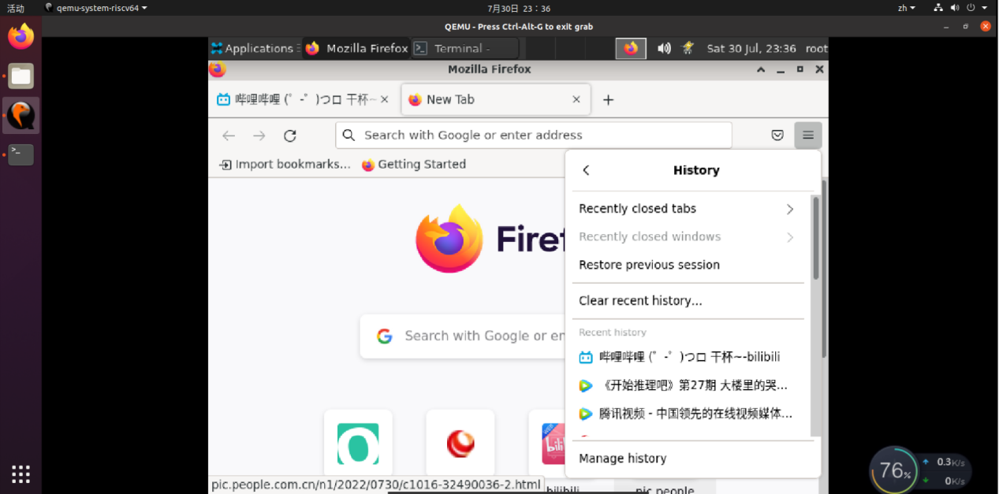 活动 qemu-system-riscv64 7月30日 23：36 zh
QEMU - Press Ctrl-Alt-G to exit grab
Applications Mozilla Firefox Terminal - Sat 30 Jul, 23:36 root
Mozilla Firefox
哔哩哔哩 (゜-゜)つロ 干杯~ New Tab
Search with Google or enter address
Import bookmarks... Getting Started
History
Recently closed tabs
Recently closed windows
Restore previous session
Clear recent history...
Recent history
哔哩哔哩 (゜-゜)つロ 干杯~-bilibili
《开始推理吧》第27期 大楼里的哭...
腾讯视频 - 中国领先的在线视频媒体...
Manage history
Firef
Search with Google or en
pic.people.com.cn/n1/2022/0730/c1016-32490036-2.html
bilibili pic.people
76% 0.3K/s
0K/s